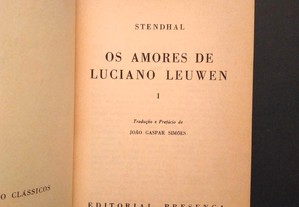 STENDHAL
OS AMORES DE
LUCIANO LEUWEN
I
Tradução e Prefácio de
JOÃO GASPAR SIMÕES
O CLÁSSICOS
EDITORIAL PRESENÇA